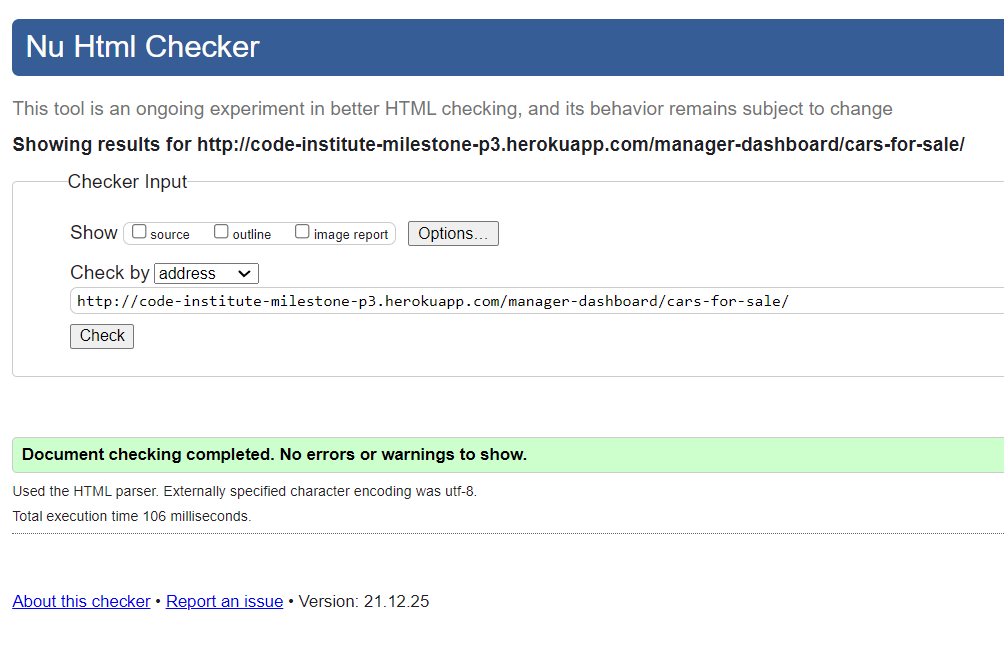 Nu Html Checker
This tool is an ongoing experiment in better HTML checking, and its behavior remains subject to change
Showing results for http://code-institute-milestone-p3.herokuapp.com/manager-dashboard/cars-for-sale/
Checker Input
Show source outline image report Options...
Check by address
http://code-institute-milestone-p3.herokuapp.com/manager-dashboard/cars-for-sale/
Check
Document checking completed. No errors or warnings to show.
Used the HTML parser. Externally specified character encoding was utf-8.
Total execution time 106 milliseconds.
About this checker • Report an issue • Version: 21.12.25